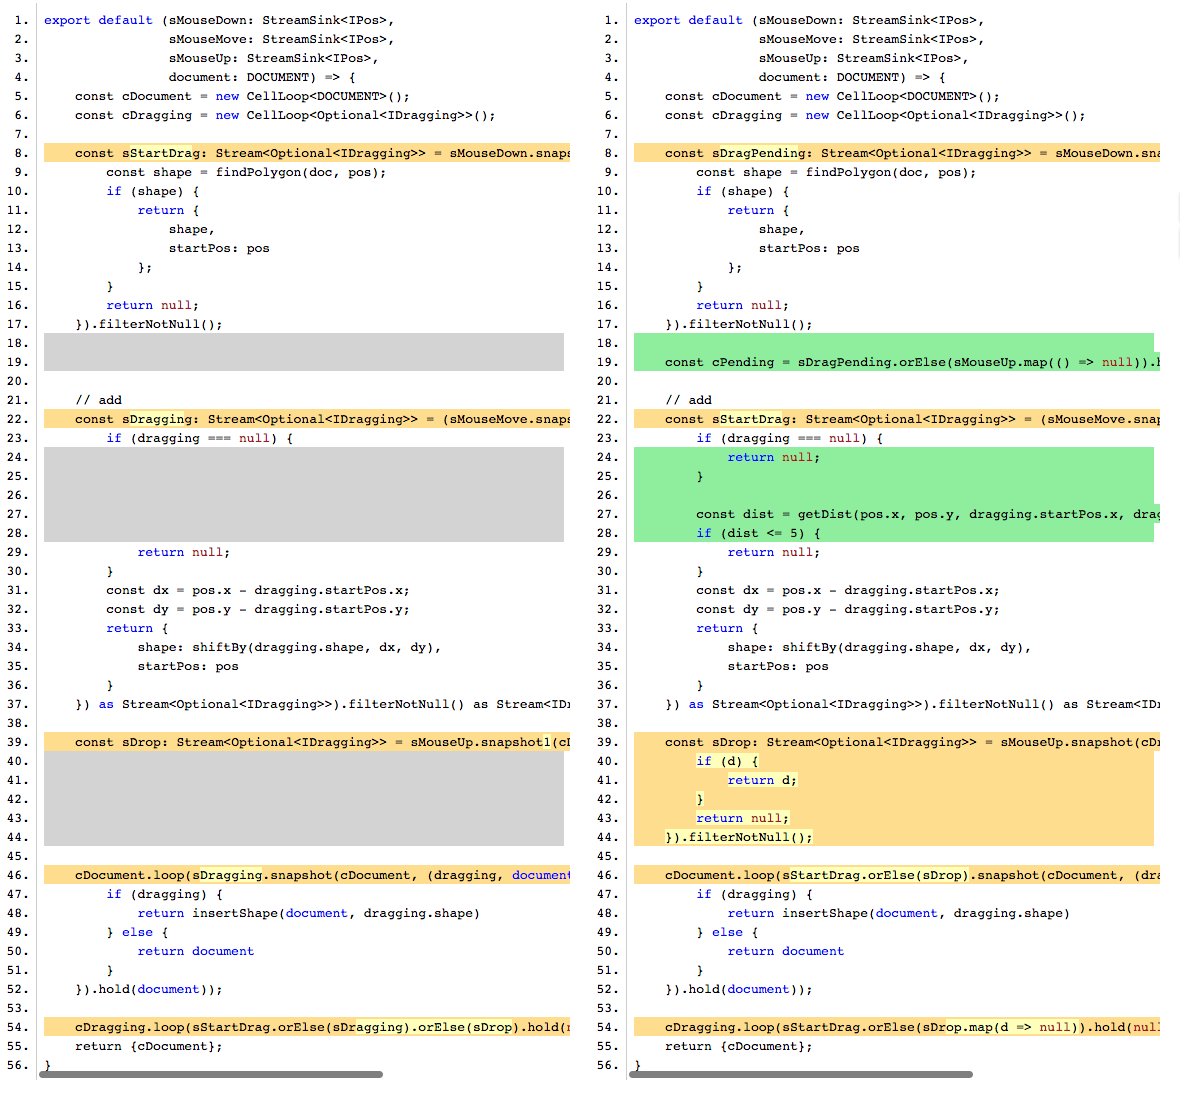 1. export default (sMouseDown: StreamSink<IPos>,
2. sMouseMove: StreamSink<IPos>,
3. sMouseUp: StreamSink<IPos>,
4. document: DOCUMENT) => {
5. const cDocument = new CellLoop<DOCUMENT>();
6. const cDragging = new CellLoop<Optional<IDragging>>();
7.
8. const sStartDrag: Stream<Optional<IDragging>> = sMouseDown.snaps
9. const shape = findPolygon(doc, pos);
10. if (shape) {
11. return {
12. shape,
13. startPos: pos
14. };
15. }
16. return null;
17. }).filterNotNull();
18.
19.
20.
21. // add
22. const sDragging: Stream<Optional<IDragging>> = (sMouseMove.snaps
23. if (dragging === null) {
24.
25.
26.
27.
28.
29. return null;
30. }
31. const dx = pos.x - dragging.startPos.x;
32. const dy = pos.y - dragging.startPos.y;
33. return {
34. shape: shiftBy(dragging.shape, dx, dy),
35. startPos: pos
36. }
37. }) as Stream<Optional<IDragging>>).filterNotNull() as Stream<IDr
38.
39. const sDrop: Stream<Optional<IDragging>> = sMouseUp.snapshot1(cD
40.
41.
42.
43.
44.
45.
46. cDocument.loop(sDragging.snapshot(cDocument, (dragging, document
47. if (dragging) {
48. return insertShape(document, dragging.shape)
49. } else {
50. return document
51. }
52. }).hold(document));
53.
54. cDragging.loop(sStartDrag.orElse(sDragging).orElse(sDrop).hold(n
55. return {cDocument};
56. }
1. export default (sMouseDown: StreamSink<IPos>,
2. sMouseMove: StreamSink<IPos>,
3. sMouseUp: StreamSink<IPos>,
4. document: DOCUMENT) => {
5. const cDocument = new CellLoop<DOCUMENT>();
6. const cDragging = new CellLoop<Optional<IDragging>>();
7.
8. const sDragPending: Stream<Optional<IDragging>> = sMouseDown.sna
9. const shape = findPolygon(doc, pos);
10. if (shape) {
11. return {
12. shape,
13. startPos: pos
14. };
15. }
16. return null;
17. }).filterNotNull();
18.
19. const cPending = sDragPending.orElse(sMouseUp.map(() => null)).h
20.
21. // add
22. const sStartDrag: Stream<Optional<IDragging>> = (sMouseMove.snap
23. if (dragging === null) {
24. return null;
25. }
26.
27. const dist = getDist(pos.x, pos.y, dragging.startPos.x, drag
28. if (dist <= 5) {
29. return null;
30. }
31. const dx = pos.x - dragging.startPos.x;
32. const dy = pos.y - dragging.startPos.y;
33. return {
34. shape: shiftBy(dragging.shape, dx, dy),
35. startPos: pos
36. }
37. }) as Stream<Optional<IDragging>>).filterNotNull() as Stream<IDr
38.
39. const sDrop: Stream<Optional<IDragging>> = sMouseUp.snapshot(cDr
40. if (d) {
41. return d;
42. }
43. return null;
44. }).filterNotNull();
45.
46. cDocument.loop(sStartDrag.orElse(sDrop).snapshot(cDocument, (dra
47. if (dragging) {
48. return insertShape(document, dragging.shape)
49. } else {
50. return document
51. }
52. }).hold(document));
53.
54. cDragging.loop(sStartDrag.orElse(sDrop.map(d => null)).hold(null
55. return {cDocument};
56. }